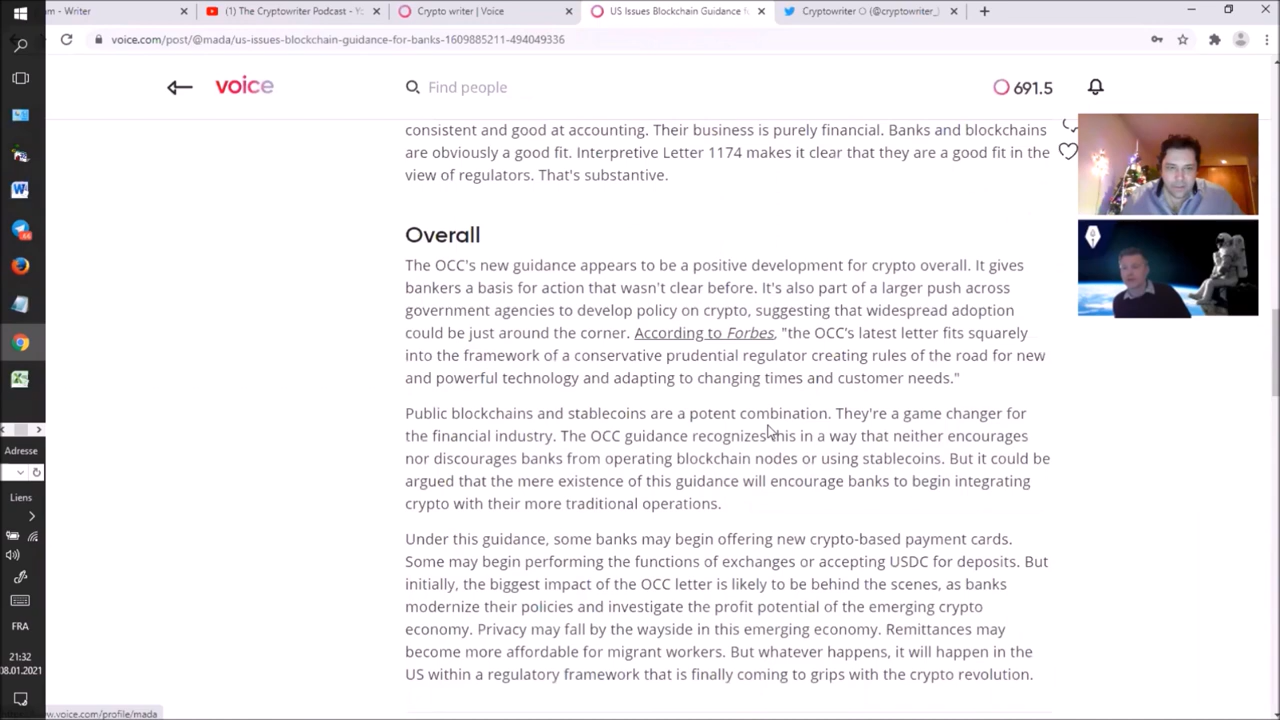 am - Writer
(1) The Cryptowriter Podcast - Yo
Crypto writer | Voice
US Issues Blockchain Guidance f
Cryptowriter O (@cryptowriter_
voice.com/post/@mada/us-issues-blockchain-guidance-for-banks-1609885211-494049336
voice
Find people
691.5
consistent and good at accounting. Their business is purely financial. Banks and blockchains
are obviously a good fit. Interpretive Letter 1174 makes it clear that they are a good fit in the
view of regulators. That's substantive.
Overall
The OCC's new guidance appears to be a positive development for crypto overall. It gives
bankers a basis for action that wasn't clear before. It's also part of a larger push across
government agencies to develop policy on crypto, suggesting that widespread adoption
could be just around the corner. According to Forbes, "the OCC's latest letter fits squarely
into the framework of a conservative prudential regulator creating rules of the road for new
and powerful technology and adapting to changing times and customer needs."
Public blockchains and stablecoins are a potent combination. They're a game changer for
the financial industry. The OCC guidance recognizes this in a way that neither encourages
nor discourages banks from operating blockchain nodes or using stablecoins. But it could be
argued that the mere existence of this guidance will encourage banks to begin integrating
crypto with their more traditional operations.
Under this guidance, some banks may begin offering new crypto-based payment cards.
Some may begin performing the functions of exchanges or accepting USDC for deposits. But
initially, the biggest impact of the OCC letter is likely to be behind the scenes, as banks
modernize their policies and investigate the profit potential of the emerging crypto
economy. Privacy may fall by the wayside in this emerging economy. Remittances may
become more affordable for migrant workers. But whatever happens, it will happen in the
US within a regulatory framework that is finally coming to grips with the crypto revolution.
Adresse
Liens
FRA
21:32
08.01.2021
www.voice.com/profile/mada